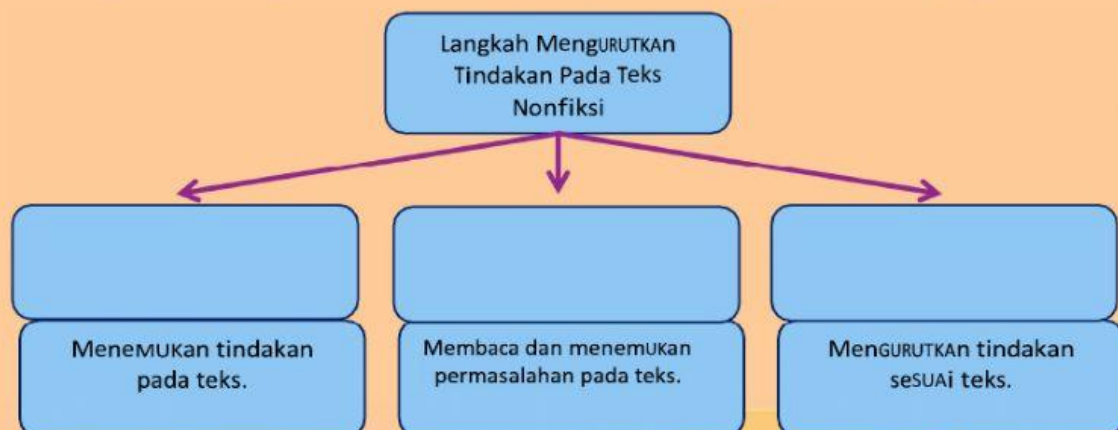 Langkah MengURUTKAn
Tindakan Pada Teks
Nonfiksi
MeneMUKan tindakan
pada teks.
Membaca dan menemUKan
permasalahan pada teks.
MenGURUTKAn tindakan
seSUAi teks.